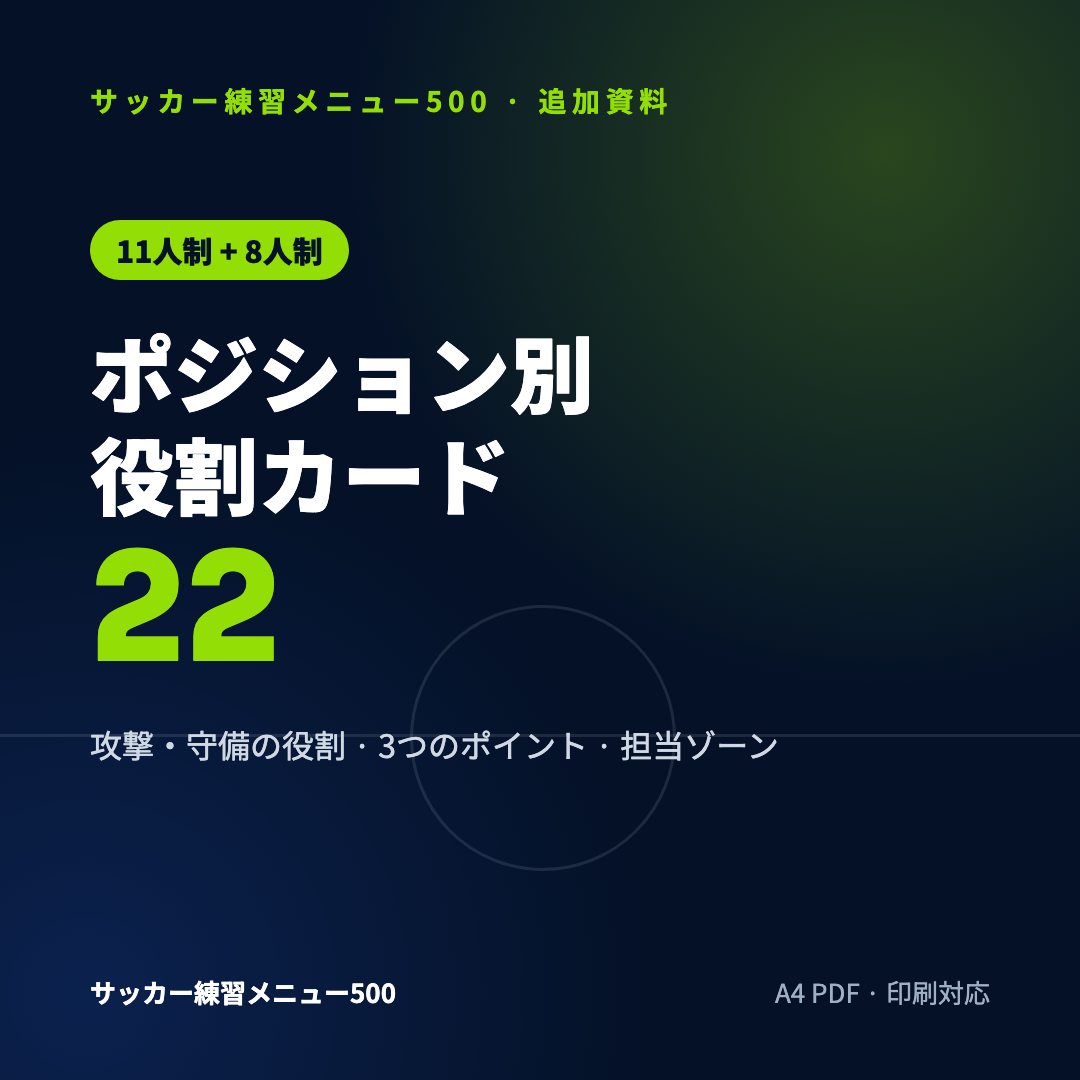 サッカー練習メニュー500 · 追加資料
11人制 + 8人制
ポジション別
役割カード
22
攻撃・守備の役割 · 3つのポイント · 担当ゾーン
サッカー練習メニュー500
A4 PDF · 印刷対応